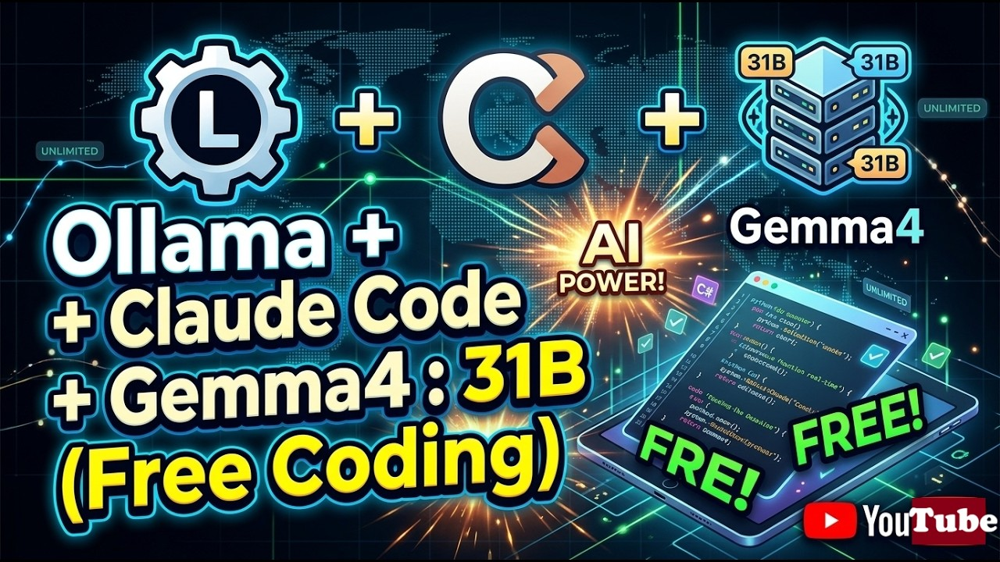 31B
31B
31B
L
C
UNLIMITED
UNLIMITED
Gemma4
Ollama +
+ Claude Code
+ Gemma4 : 31B
(Free Coding)
AI
POWER!
C#
UNLIMITED
FRE!
FREE!
YouTube